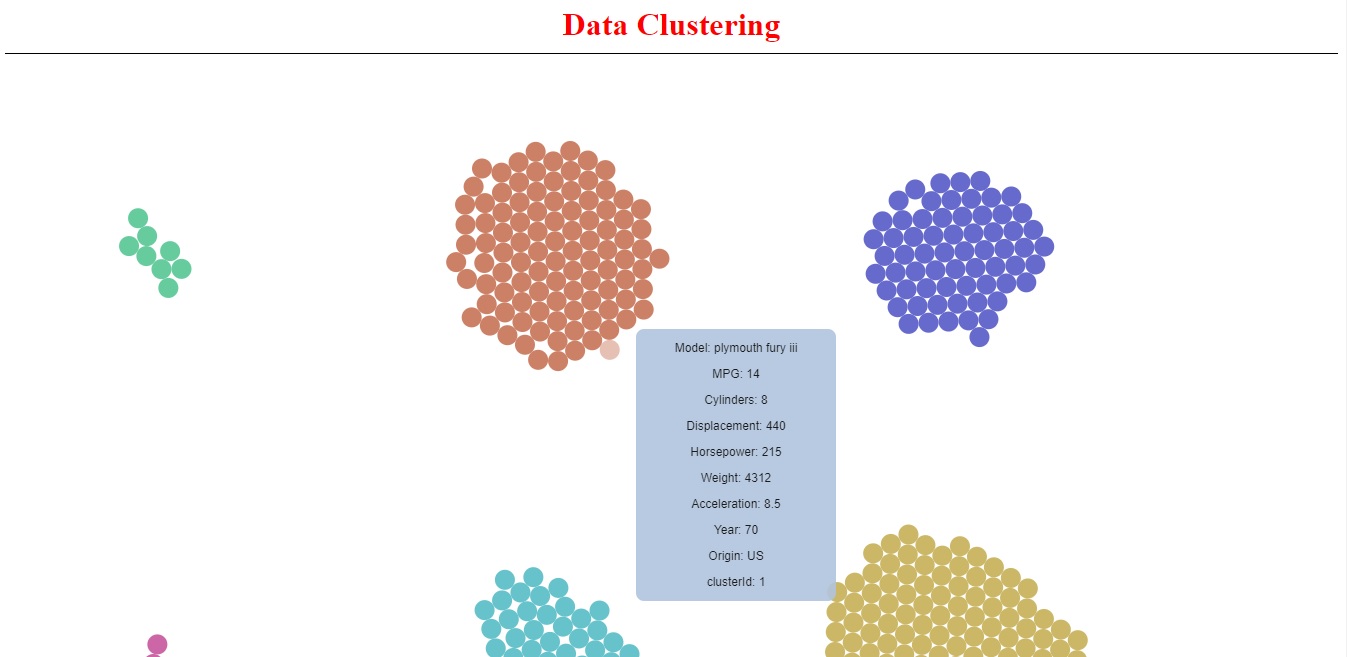 Data Clustering
Model: plymouth fury iii
MPG: 14
Cylinders: 8
Displacement: 440
Horsepower: 215
Weight: 4312
Acceleration: 8.5
Year: 70
Origin: US
clusterId: 1